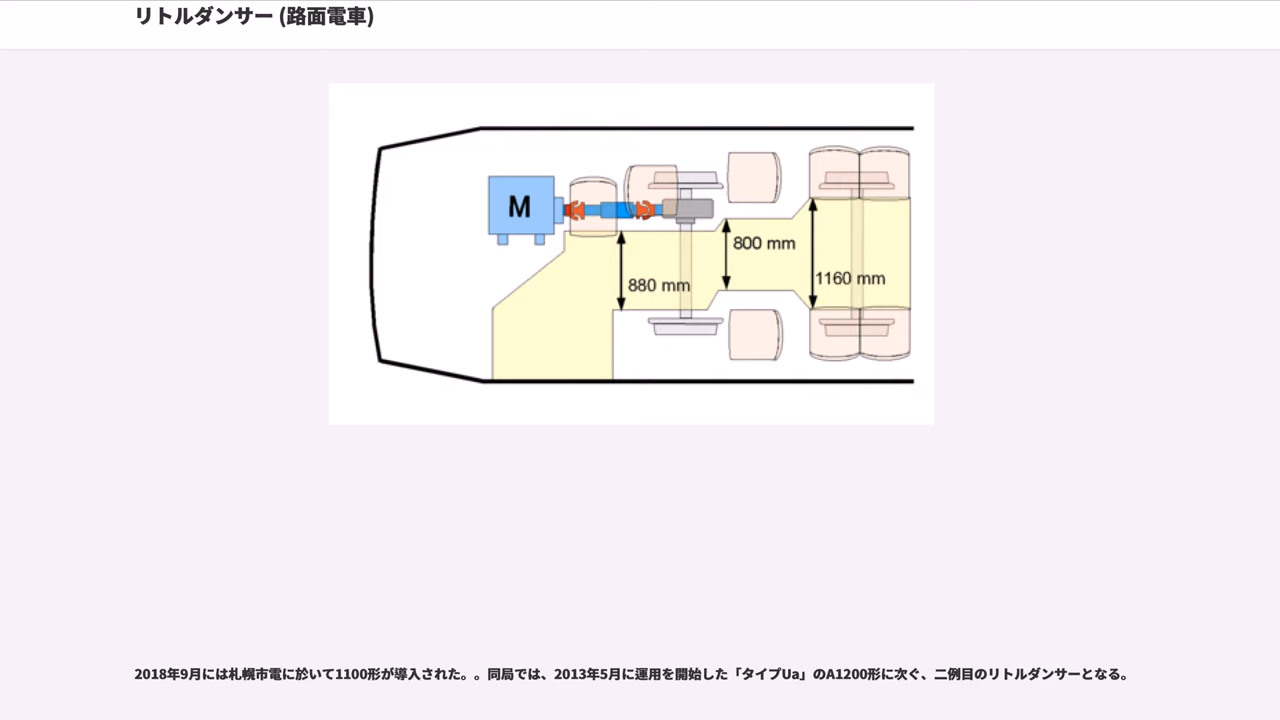 リトルダンサー (路面電車)
M
800 mm
1160 mm
880 mm
2018年9月には札幌市電に於いて1100形が導入された。。同局では、2013年5月に運用を開始した「タイプUa」のA1200形に次ぐ、二例目のリトルダンサーとなる。